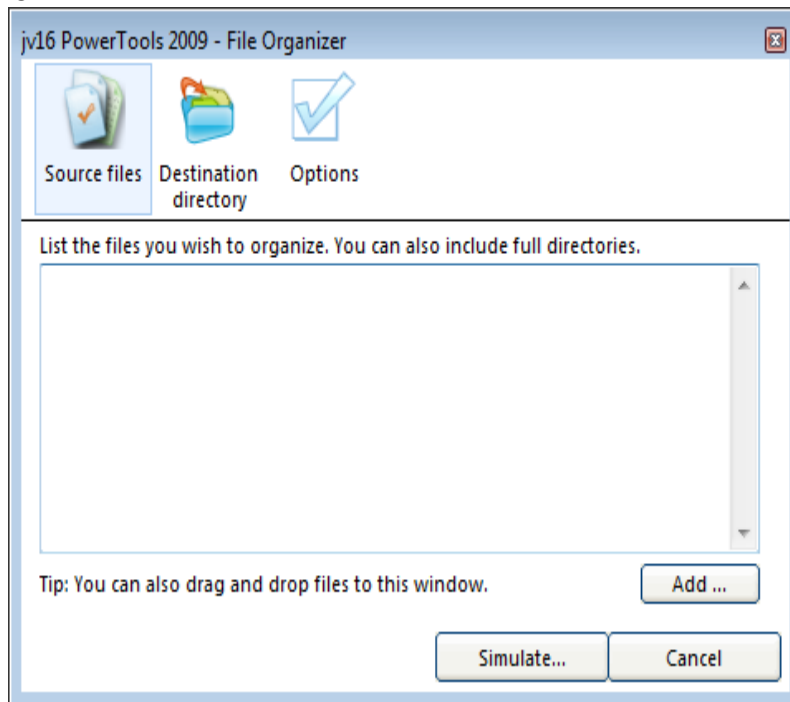 jv16 PowerTools 2009 - File Organizer
Source files
Destination
directory
Options
List the files you wish to organize. You can also include full directories.
Tip: You can also drag and drop files to this window.
Add ...
Simulate...
Cancel